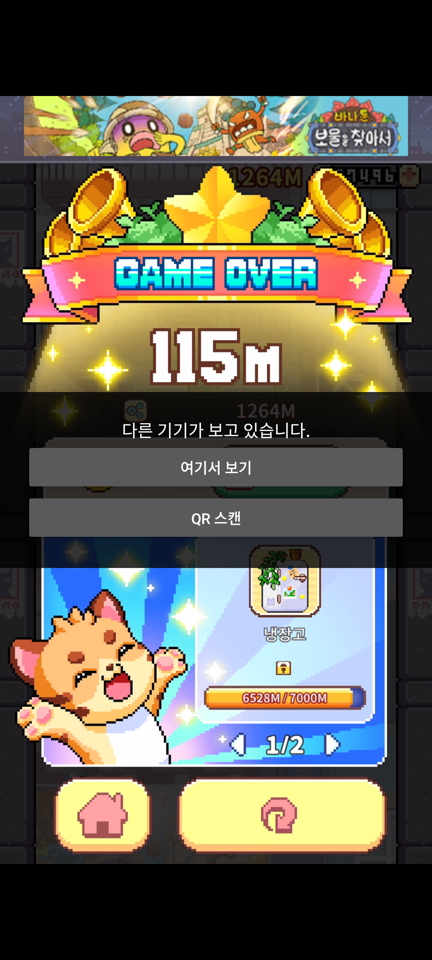 바나툰
보물을 찾아서
1264M
7496
GAME OVER
115M
1264M
다른 기기가 보고 있습니다.
여기서 보기
QR 스캔
냉장고
6528M / 7000M
1/2